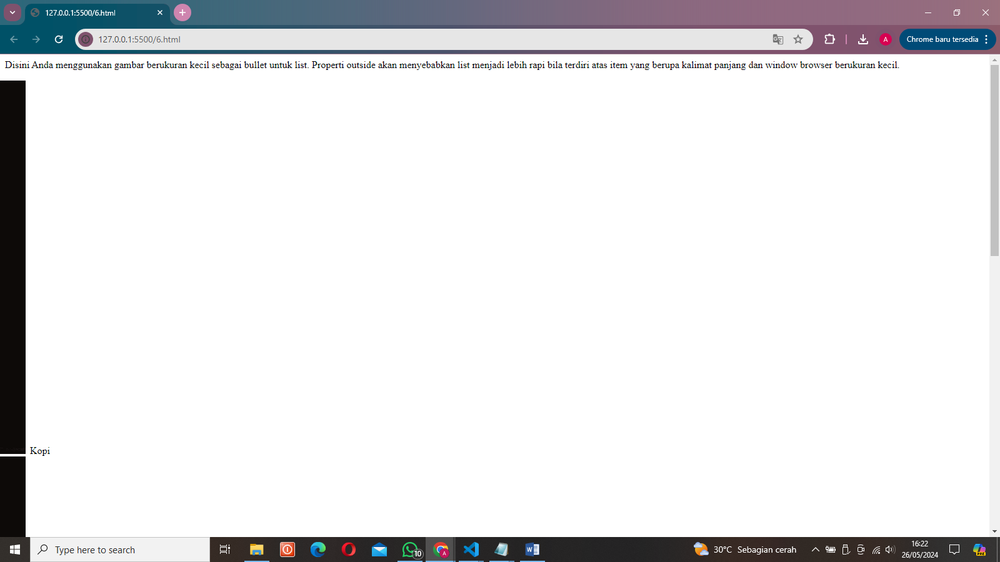 127.0.0.1:5500/6.html
127.0.0.1:5500/6.html
A
Chrome baru tersedia
Disini Anda menggunakan gambar berukuran kecil sebagai bullet untuk list. Properti outside akan menyebabkan list menjadi lebih rapi bila terdiri atas item yang berupa kalimat panjang dan window browser berukuran kecil.
Kopi
Type here to search
10
A
W
30°C Sebagian cerah
16:22
26/05/2024
PRE